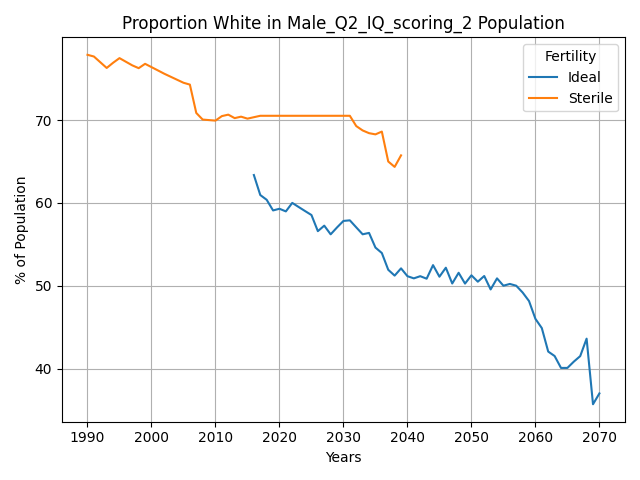 Proportion White in Male_Q2_IQ_scoring_2 Population
Fertility
Ideal
Sterile
% of Population
70
60
50
40
1990 2000 2010 2020 2030 2040 2050 2060 2070
Years